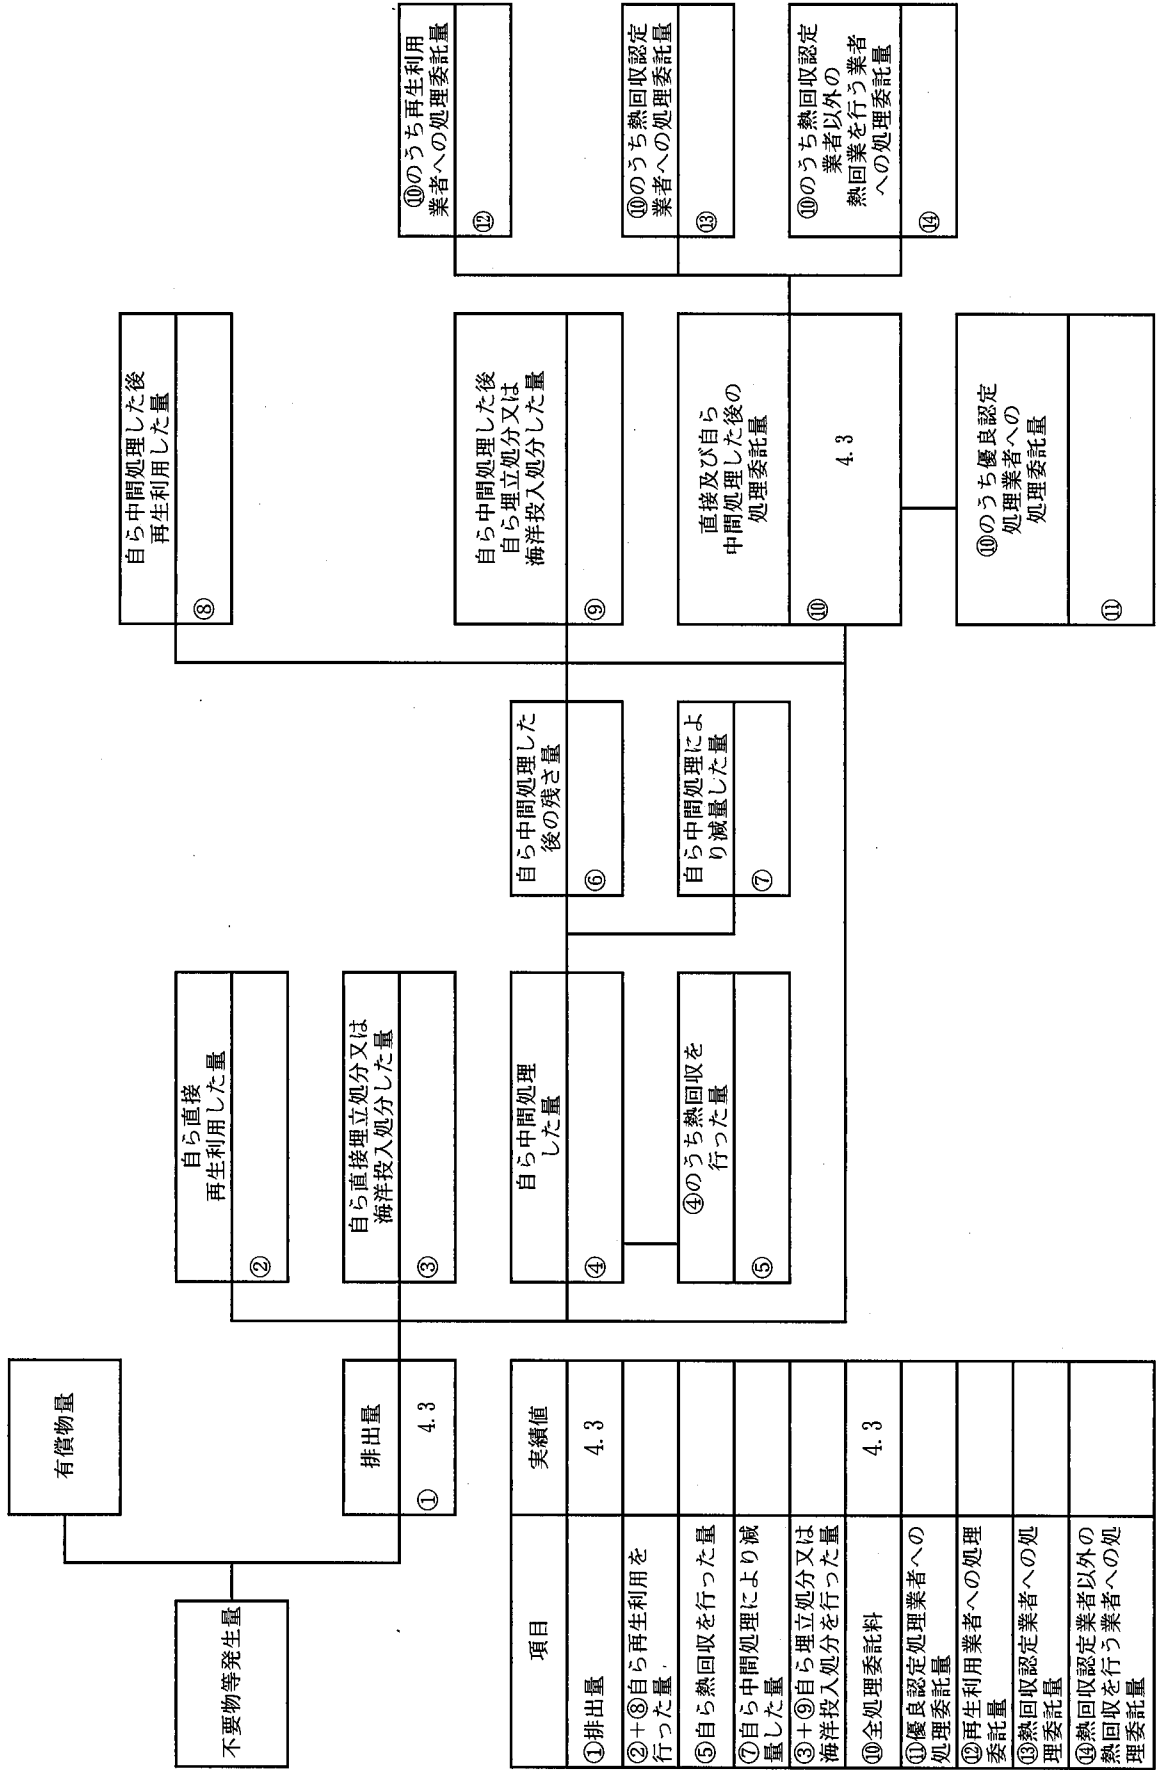 不要物等発生量
有償物量
排出量
① 4.3
自ら直接
再生利用した量
②
自ら直接埋立処分又は
海洋投入処分した量
③
自ら中間処理
した量
④
④のうち熱回収を
行った量
⑤
自ら中間処理した
後の残さ量
⑥
自ら中間処理によ
り減量した量
⑦
自ら中間処理した後
再生利用した量
⑧
自ら中間処理した後
自ら埋立処分又は
海洋投入処分した量
⑨
直接及び自ら
中間処理した後の
処理委託量
⑩ 4.3
⑩のうち優良認定
処理業者への
処理委託量
⑪
⑩のうち再生利用
業者への処理委託量
⑫
⑩のうち熱回収認定
業者への処理委託量
⑬
⑩のうち熱回収認定
業者以外の
熱回業を行う業者
への処理委託量
⑭
項目 実績値
①排出量 4.3
②+⑧自ら再生利用を
行った量
⑤自ら熱回収を行った量
⑦自ら中間処理により減
量した量
③+⑨自ら埋立処分又は
海洋投入処分を行った量
⑩全処理委託料 4.3
⑪優良認定処理業者への
処理委託量
⑫再生利用業者への処理
委託量
⑬熱回収認定業者への処
理委託量
⑭熱回収認定業者以外の
熱回収を行う業者への処
理委託量